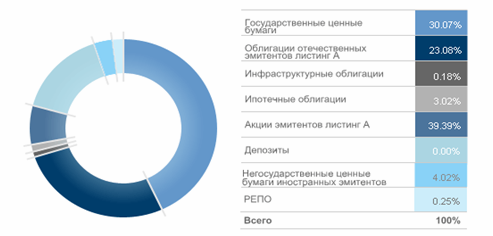 Государственные ценные
бумаги
30.07%
Облигации отечественных
эмитентов листинг А
23.08%
Инфраструктурные облигации
0.18%
Ипотечные облигации
3.02%
Акции эмитентов листинг А
39.39%
Депозиты
0.00%
Негосударственные ценные
бумаги иностранных эмитентов
4.02%
РЕПО
0.25%
Всего
100%